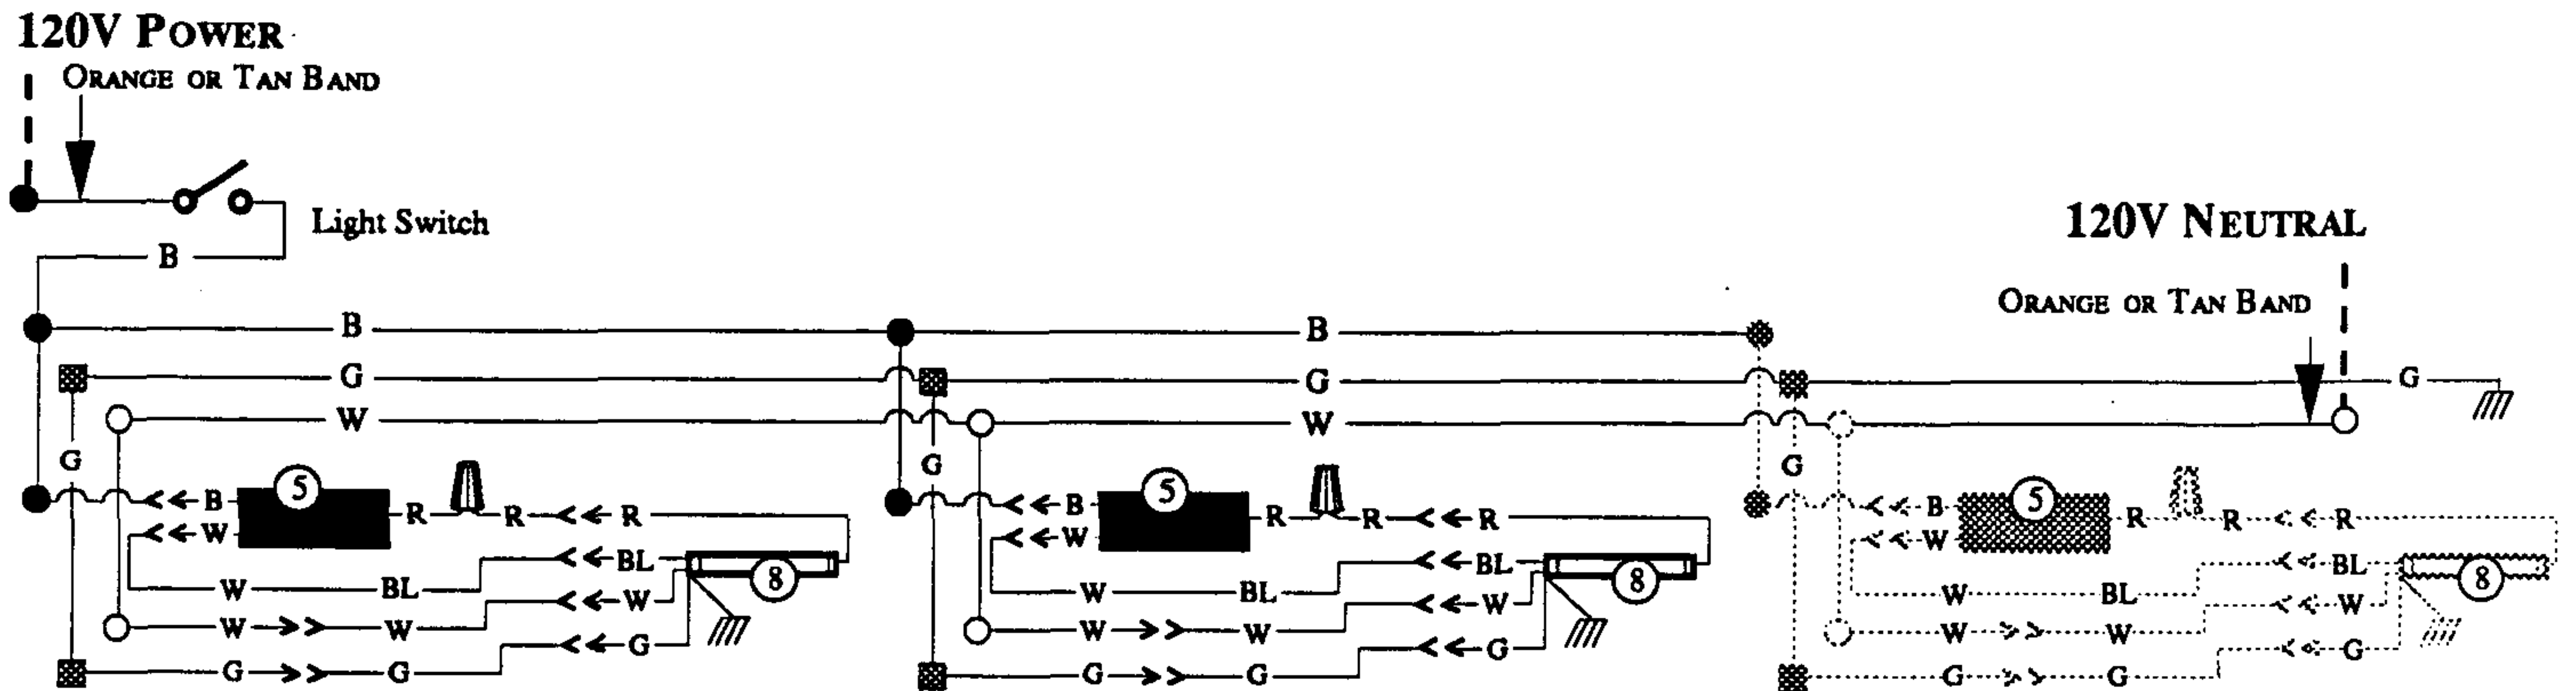 120V POWER
ORANGE OR TAN BAND
Light Switch
120V NEUTRAL
B
ORANGE OR TAN BAND
B B
G G G
W W
G G G
5 5 5
B R R R B R R R B R R R
W W W
BL BL BL
8 8 8
W BL W W BL W W BL W
W W W W W W
G G G
G G G G G G